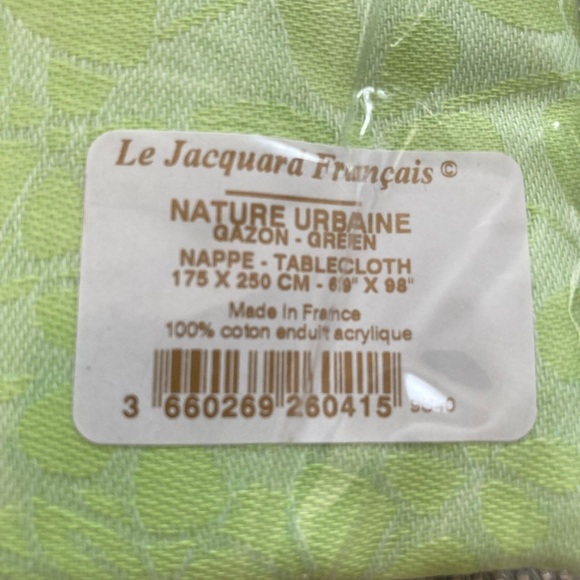 Le Jacquard Français ©
NATURE URBAINE
GAZON - GREEN
NAPPE - TABLECLOTH
175 X 250 CM - 69" X 98"
Made In France
100% coton enduit acrylique
3 660269 260415